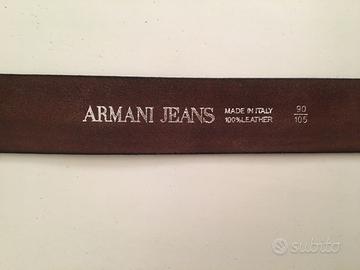 ARMANI JEANS
MADE IN ITALY
100% LEATHER
90
105
subito